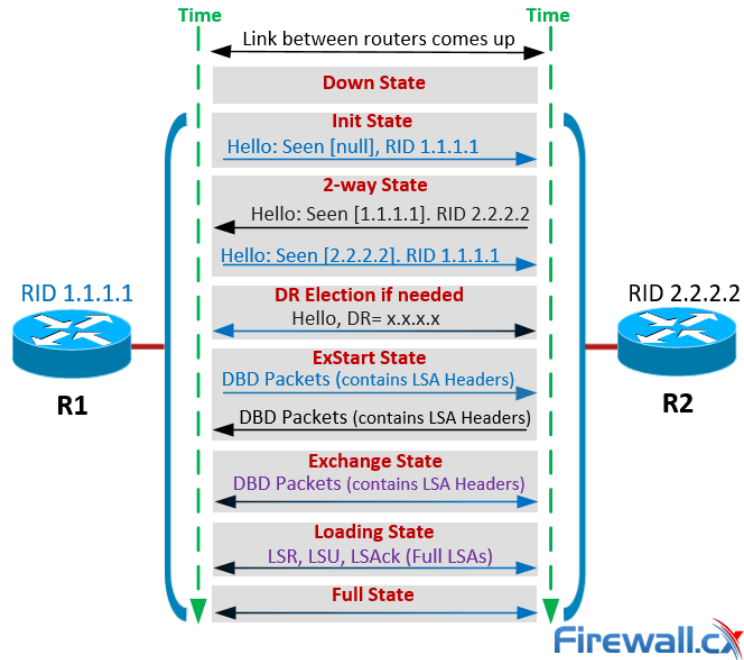 Time
Time
Link between routers comes up
Down State
Init State
Hello: Seen [null], RID 1.1.1.1
2-way State
Hello: Seen [1.1.1.1]. RID 2.2.2.2
Hello: Seen [2.2.2.2]. RID 1.1.1.1
RID 1.1.1.1
R1
RID 2.2.2.2
R2
DR Election if needed
Hello, DR= x.x.x.x
ExStart State
DBD Packets (contains LSA Headers)
DBD Packets (contains LSA Headers)
Exchange State
DBD Packets (contains LSA Headers)
Loading State
LSR, LSU, LSAck (Full LSAs)
Full State
Firewall.cx